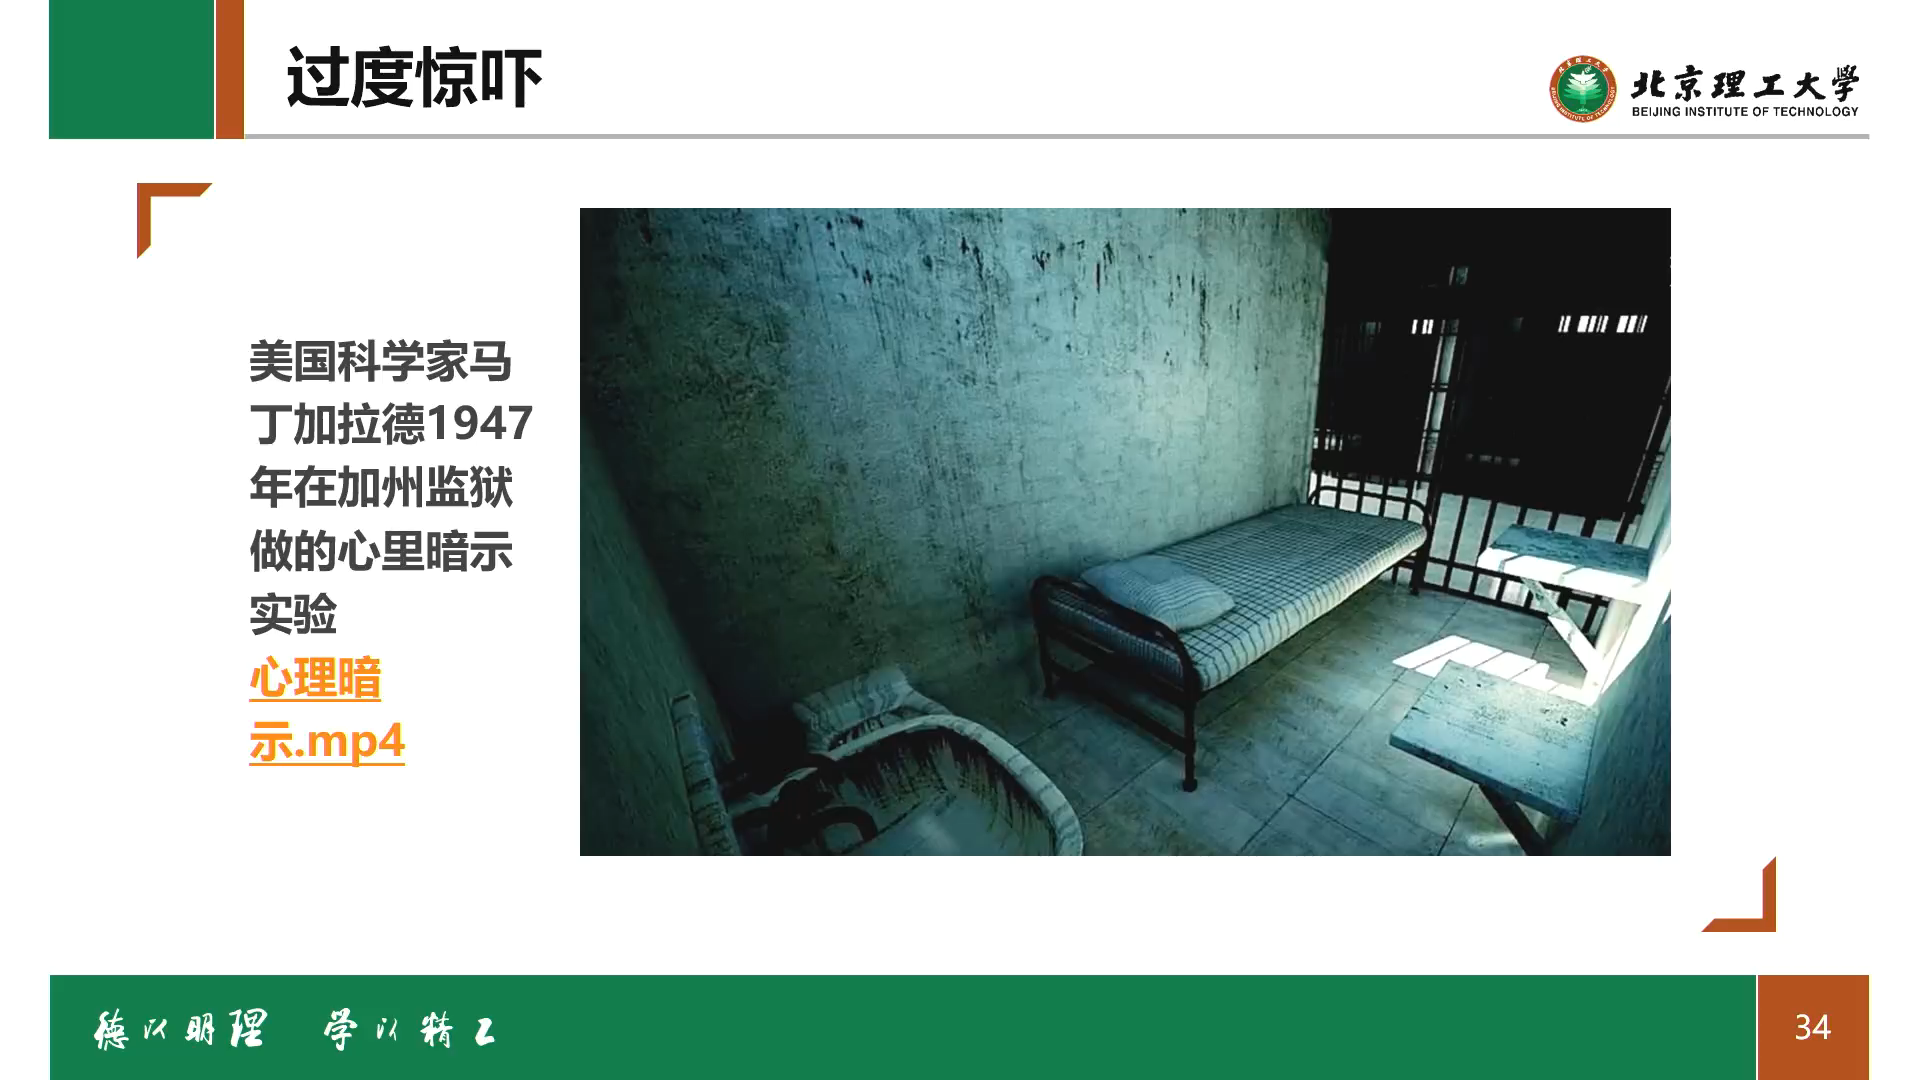 过度惊吓
北京理工大学
BEIJING INSTITUTE OF TECHNOLOGY
美国科学家马
丁加拉德1947
年在加州监狱
做的心里暗示
实验
心理暗
示.mp4
德以明理 学以精工
34